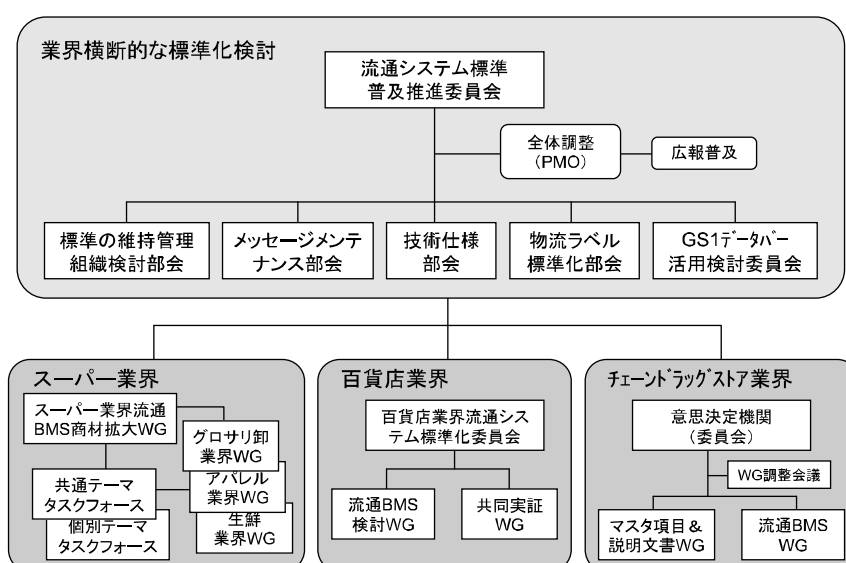 業界横断的な標準化検討
流通システム標準
普及推進委員会
全体調整
(PMO)
広報普及
標準の維持管理
組織検討部会
メッセージメンテ
ナンス部会
技術仕様
部会
物流ラベル
標準化部会
GS1データバー
活用検討委員会
スーパー業界
スーパー業界流通
BMS商材拡大WG
グロサリ卸
業界WG
共通テーマ
タスクフォース
アパレル
業界WG
個別テーマ
タスクフォース
生鮮
業界WG
百貨店業界
百貨店業界流通シス
テム標準化委員会
流通BMS
検討WG
共同実証
WG
チェーンドラッグストア業界
意思決定機関
(委員会)
WG調整会議
マスタ項目&
説明文書WG
流通BMS
WG